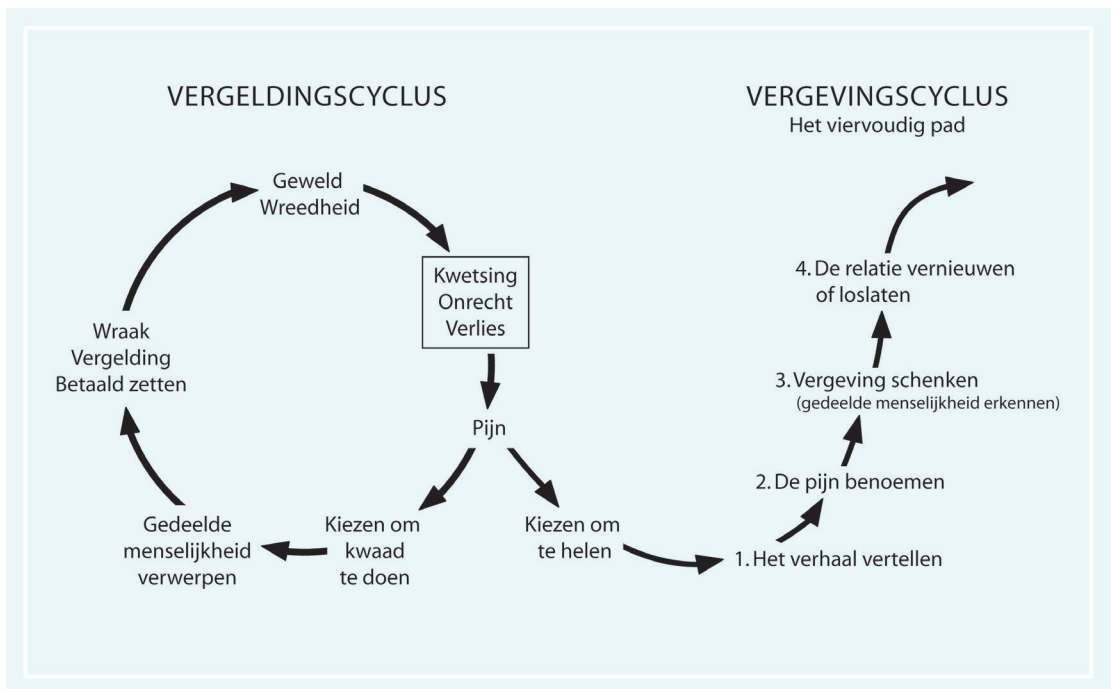 VERGELDINGSCYCLUS
VERGEVINGSCYCLUS
Het viervoudig pad
Geweld
Wreedheid
Kwetsing
Onrecht
Verlies
Pijn
Kiezen om
kwaad
te doen
Gedeelde
menselijkheid
verwerpen
Wraak
Vergelding
Betaald zetten
Kiezen om
te helen
1. Het verhaal vertellen
2. De pijn benoemen
3. Vergeving schenken
(gedeelde menselijkheid erkennen)
4. De relatie vernieuwen
of loslaten